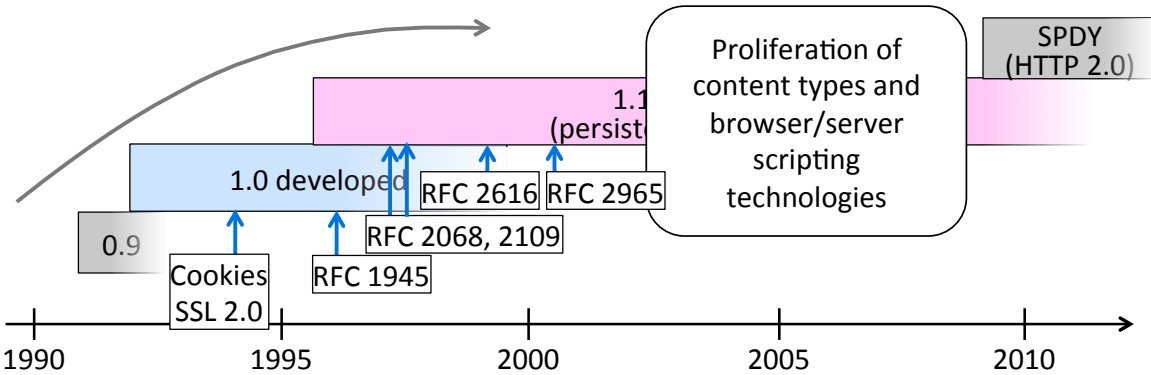 SPDY
(HTTP 2.0)
Proliferation of
content types and
browser/server
scripting
technologies
1.1
1.0 developed
RFC 2616
RFC 2965
0.9
RFC 2068, 2109
Cookies
SSL 2.0
RFC 1945
1990
1995
2000
2005
2010